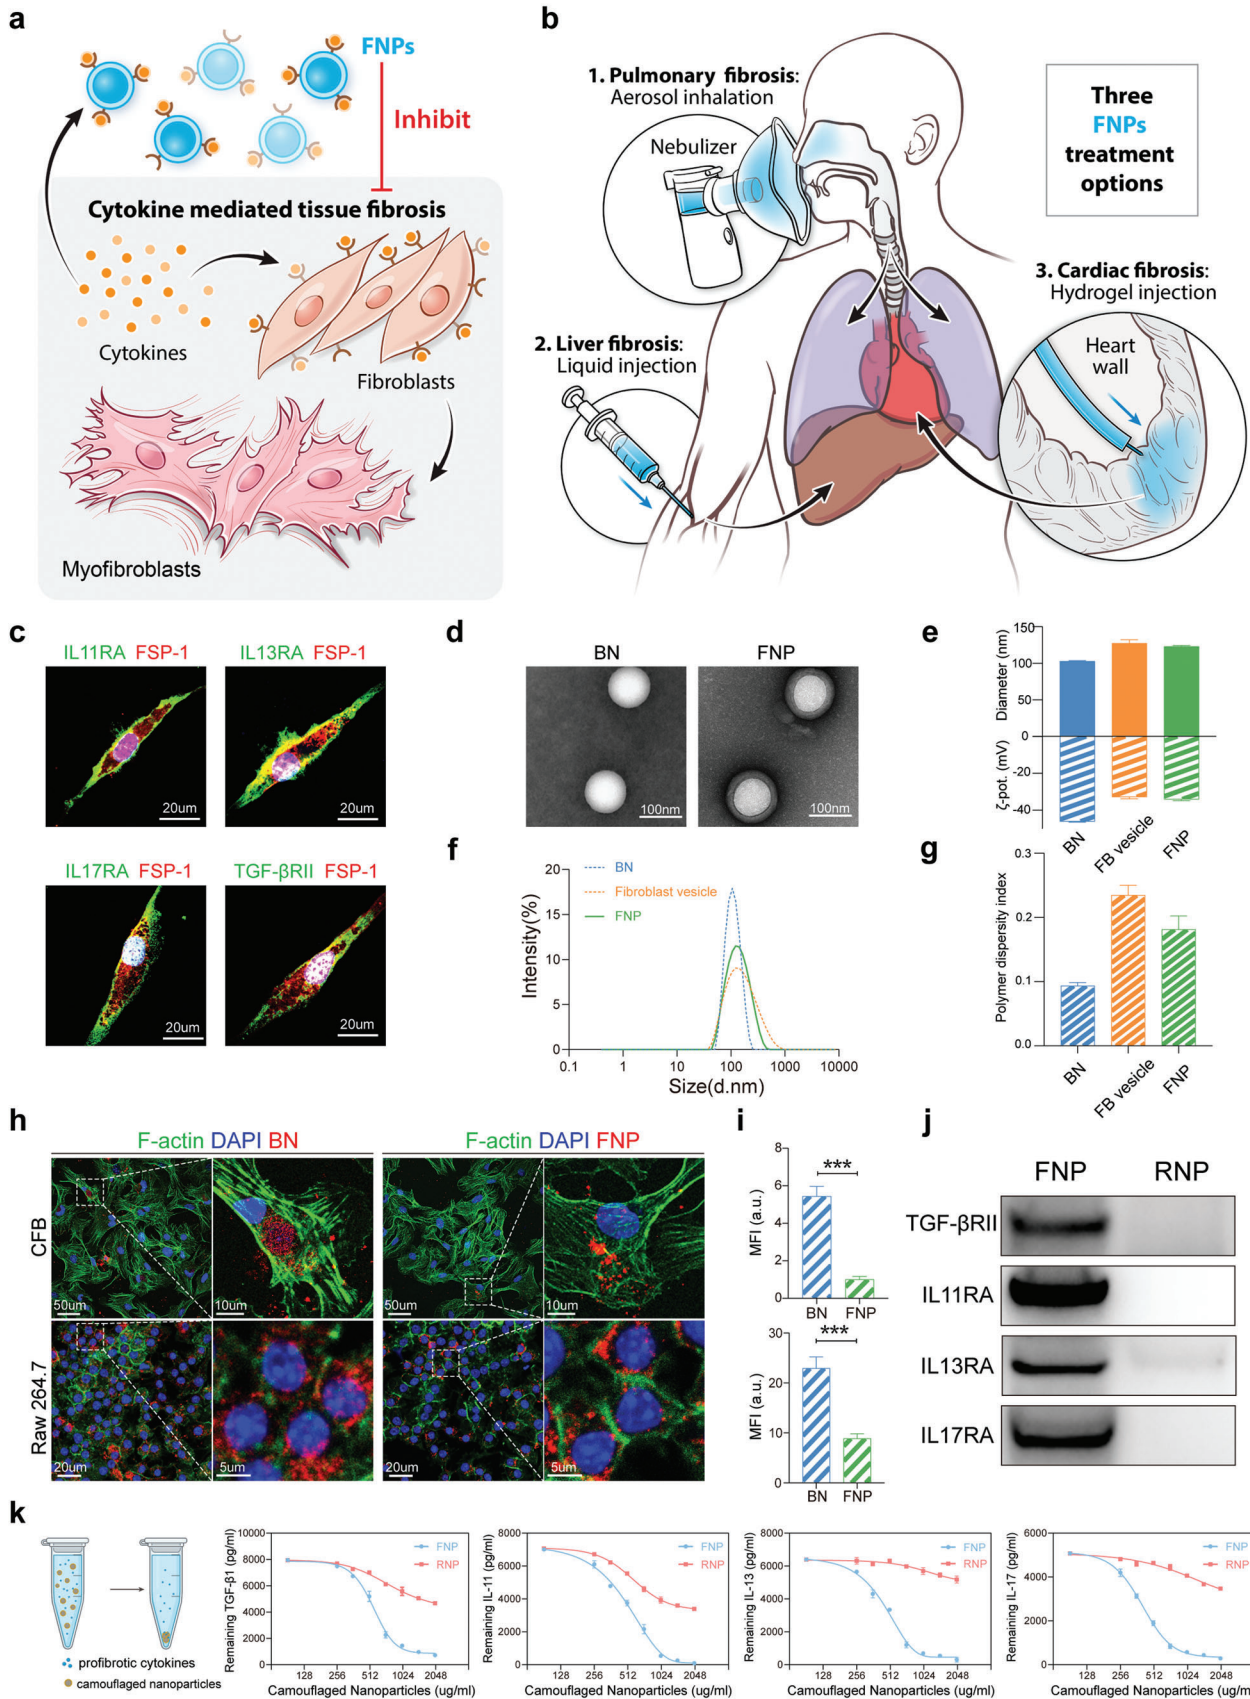 a
FNPs
Inhibit
Cytokine mediated tissue fibrosis
Cytokines
Fibroblasts
Myofibroblasts
b
1. Pulmonary fibrosis:
Aerosol inhalation
Nebulizer
Three
FNPs
treatment
options
2. Liver fibrosis:
Liquid injection
3. Cardiac fibrosis:
Hydrogel injection
Heart
wall
c
IL11RA FSP-1
20um
IL13RA FSP-1
20um
IL17RA FSP-1
20um
TGF-βRII FSP-1
20um
d
BN
FNP
100nm
100nm
e
Diameter (nm)
150
100
50
0
ζ-pot. (mV)
-20
-40
BN
FB vesicle
FNP
f
Intensity(%)
20
15
10
5
0
BN
Fibroblast vesicle
FNP
0.1 1 10 100 1000 10000
Size(d.nm)
g
Polymer dispersity index
0.3
0.2
0.1
0.0
BN
FB vesicle
FNP
h
F-actin DAPI BN
F-actin DAPI FNP
CFB
50um
10um
50um
10um
Raw 264.7
20um
5um
20um
5um
i
MFI (a.u.)
8
6
4
2
0
***
BN FNP
MFI (a.u.)
30
20
10
0
***
BN FNP
j
FNP RNP
TGF-βRII
IL11RA
IL13RA
IL17RA
k
profibrotic cytokines
camouflaged nanoparticles
Remaining TGF-β1 (pg/ml)
10000
8000
6000
4000
2000
0
FNP
RNP
128 256 512 1024 2048
Camouflaged Nanoparticles (ug/ml)
Remaining IL-11 (pg/ml)
8000
6000
4000
2000
0
FNP
RNP
128 256 512 1024 2048
Camouflaged Nanoparticles (ug/ml)
Remaining IL-13 (pg/ml)
8000
6000
4000
2000
0
FNP
RNP
128 256 512 1024 2048
Camouflaged Nanoparticles (ug/ml)
Remaining IL-17 (pg/ml)
6000
4000
2000
0
FNP
RNP
128 256 512 1024 2048
Camouflaged Nanoparticles (ug/ml)